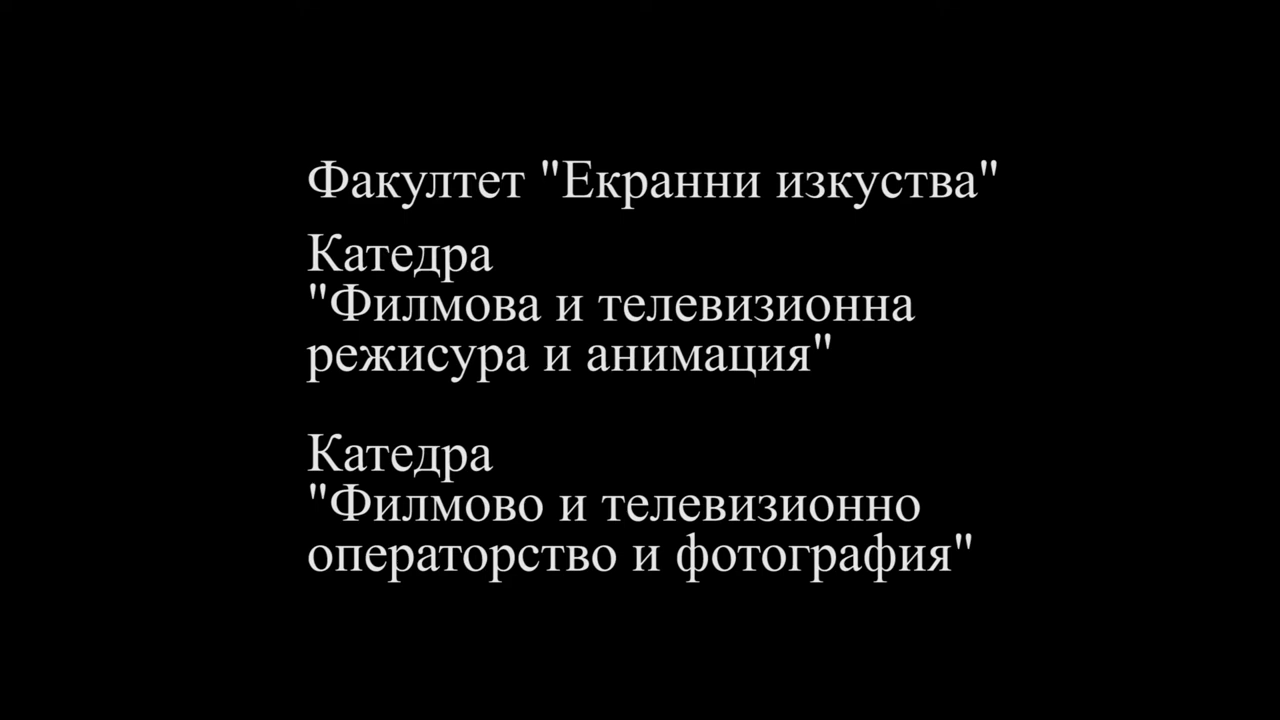 Факултет "Екранни изкуства"
Катедра
"Филмова и телевизионна
режисура и анимация"
Катедра
"Филмово и телевизионно
операторство и фотография"